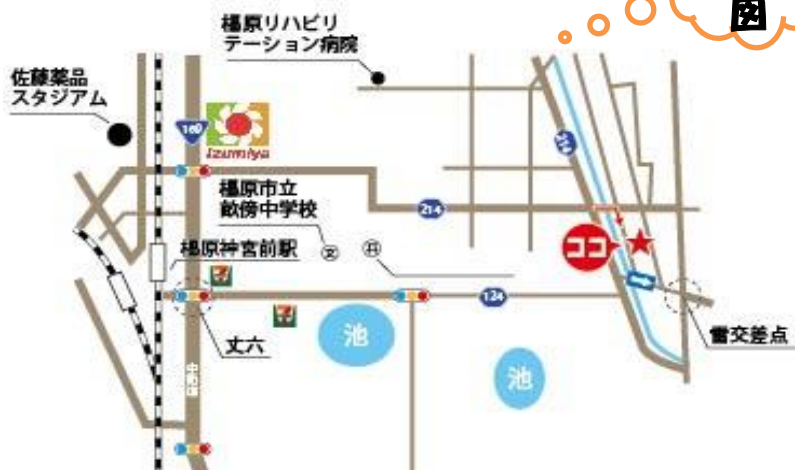 図
橿原リハビリ
テーション病院
佐藤薬品
スタジアム
169
Izumiya
橿原市立
畝傍中学校
文
214
橿原神宮前駅
ココ
124
丈六
池
池
雷交差点